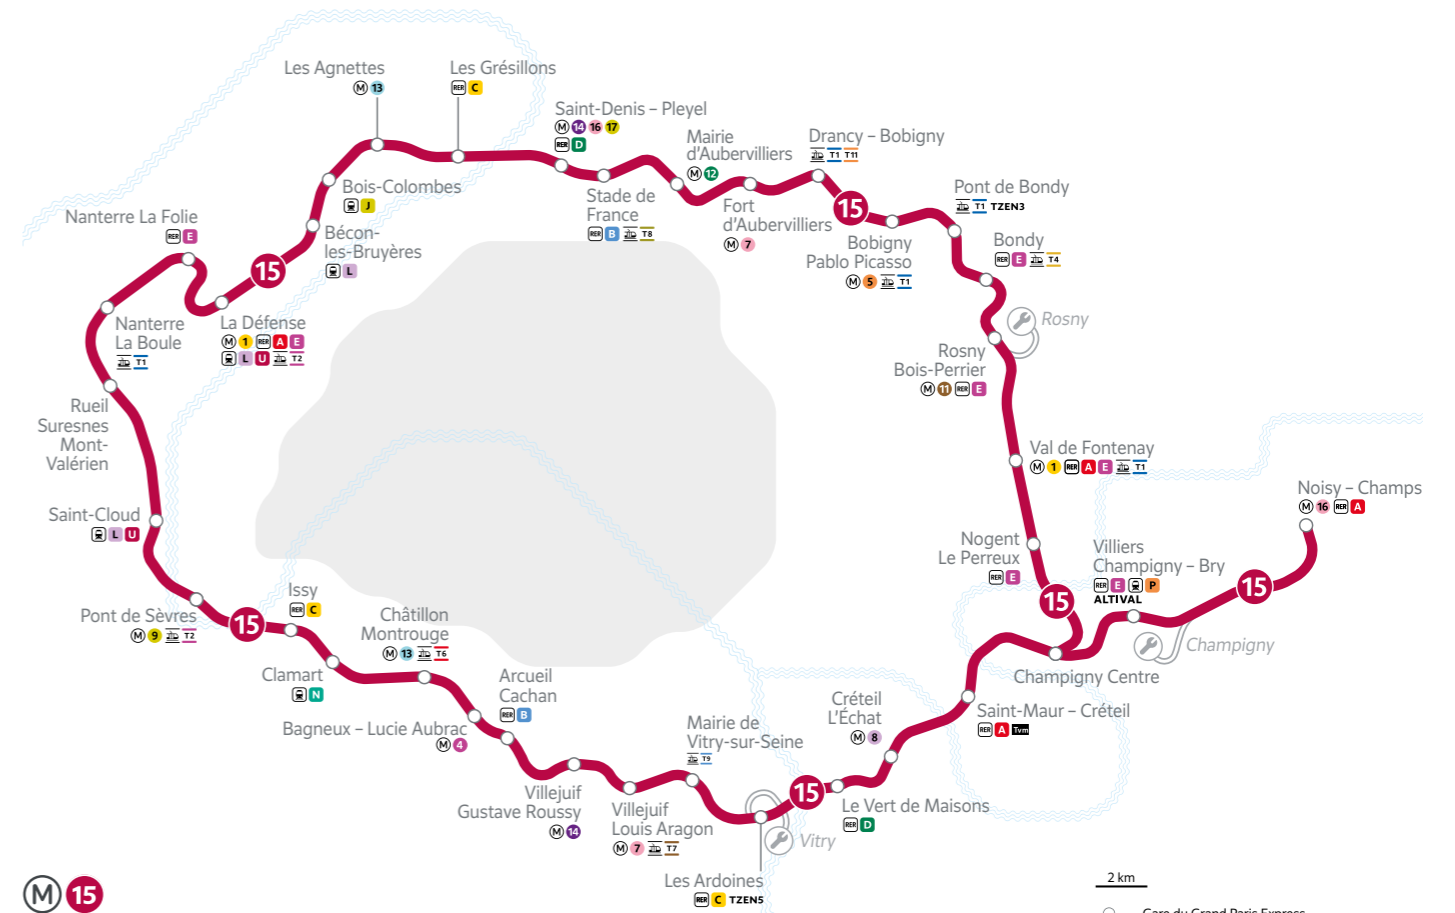 Les Agnettes
M 13
Les Grésillons
RER C
Saint-Denis – Pleyel
M 14 16 17
RER D
Mairie
d'Aubervilliers
M 12
Drancy – Bobigny
T1 T11
Pont de Bondy
T1 TZEN3
Bois-Colombes
J
Nanterre La Folie
RER E
Bécon-
les-Bruyères
L
Stade de
France
RER B T8
Fort
d'Aubervilliers
M 7
15
Bobigny
Pablo Picasso
M 5 T1
Bondy
RER E T4
15
Nanterre
La Boule
T1
La Défense
M 1 RER A E
L U T2
Rosny
Rosny
Bois-Perrier
M 11 RER E
Rueil
Suresnes
Mont-
Valérien
Val de Fontenay
M 1 RER A E T1
Noisy – Champs
M 16 RER A
Saint-Cloud
L U
Nogent
Le Perreux
RER E
Villiers
Champigny – Bry
RER E P
ALTIVAL
15
15
Pont de Sèvres
M 9 T2
15
Issy
RER C
Châtillon
Montrouge
M 13 T6
Champigny
Clamart
N
Arcueil
Cachan
RER B
Champigny Centre
Bagneux – Lucie Aubrac
M 4
Mairie de
Vitry-sur-Seine
T9
Créteil
L'Échat
M 8
Saint-Maur – Créteil
RER A Tvm
Villejuif
Gustave Roussy
M 14
Villejuif
Louis Aragon
M 7 T7
15
Le Vert de Maisons
RER D
Vitry
Les Ardoines
RER C TZEN5
M 15
2 km
Gare du Grand Paris Express